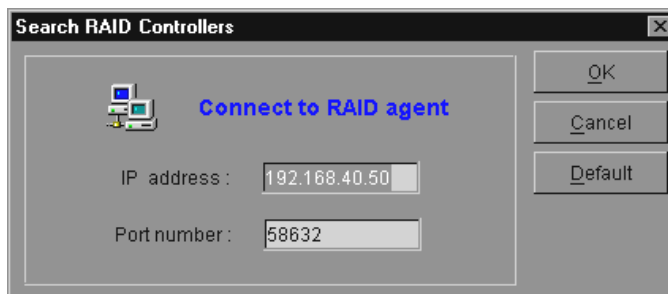 Search RAID Controllers
Connect to RAID agent
IP address :
192.168.40.50
Port number :
58632
OK
Cancel
Default